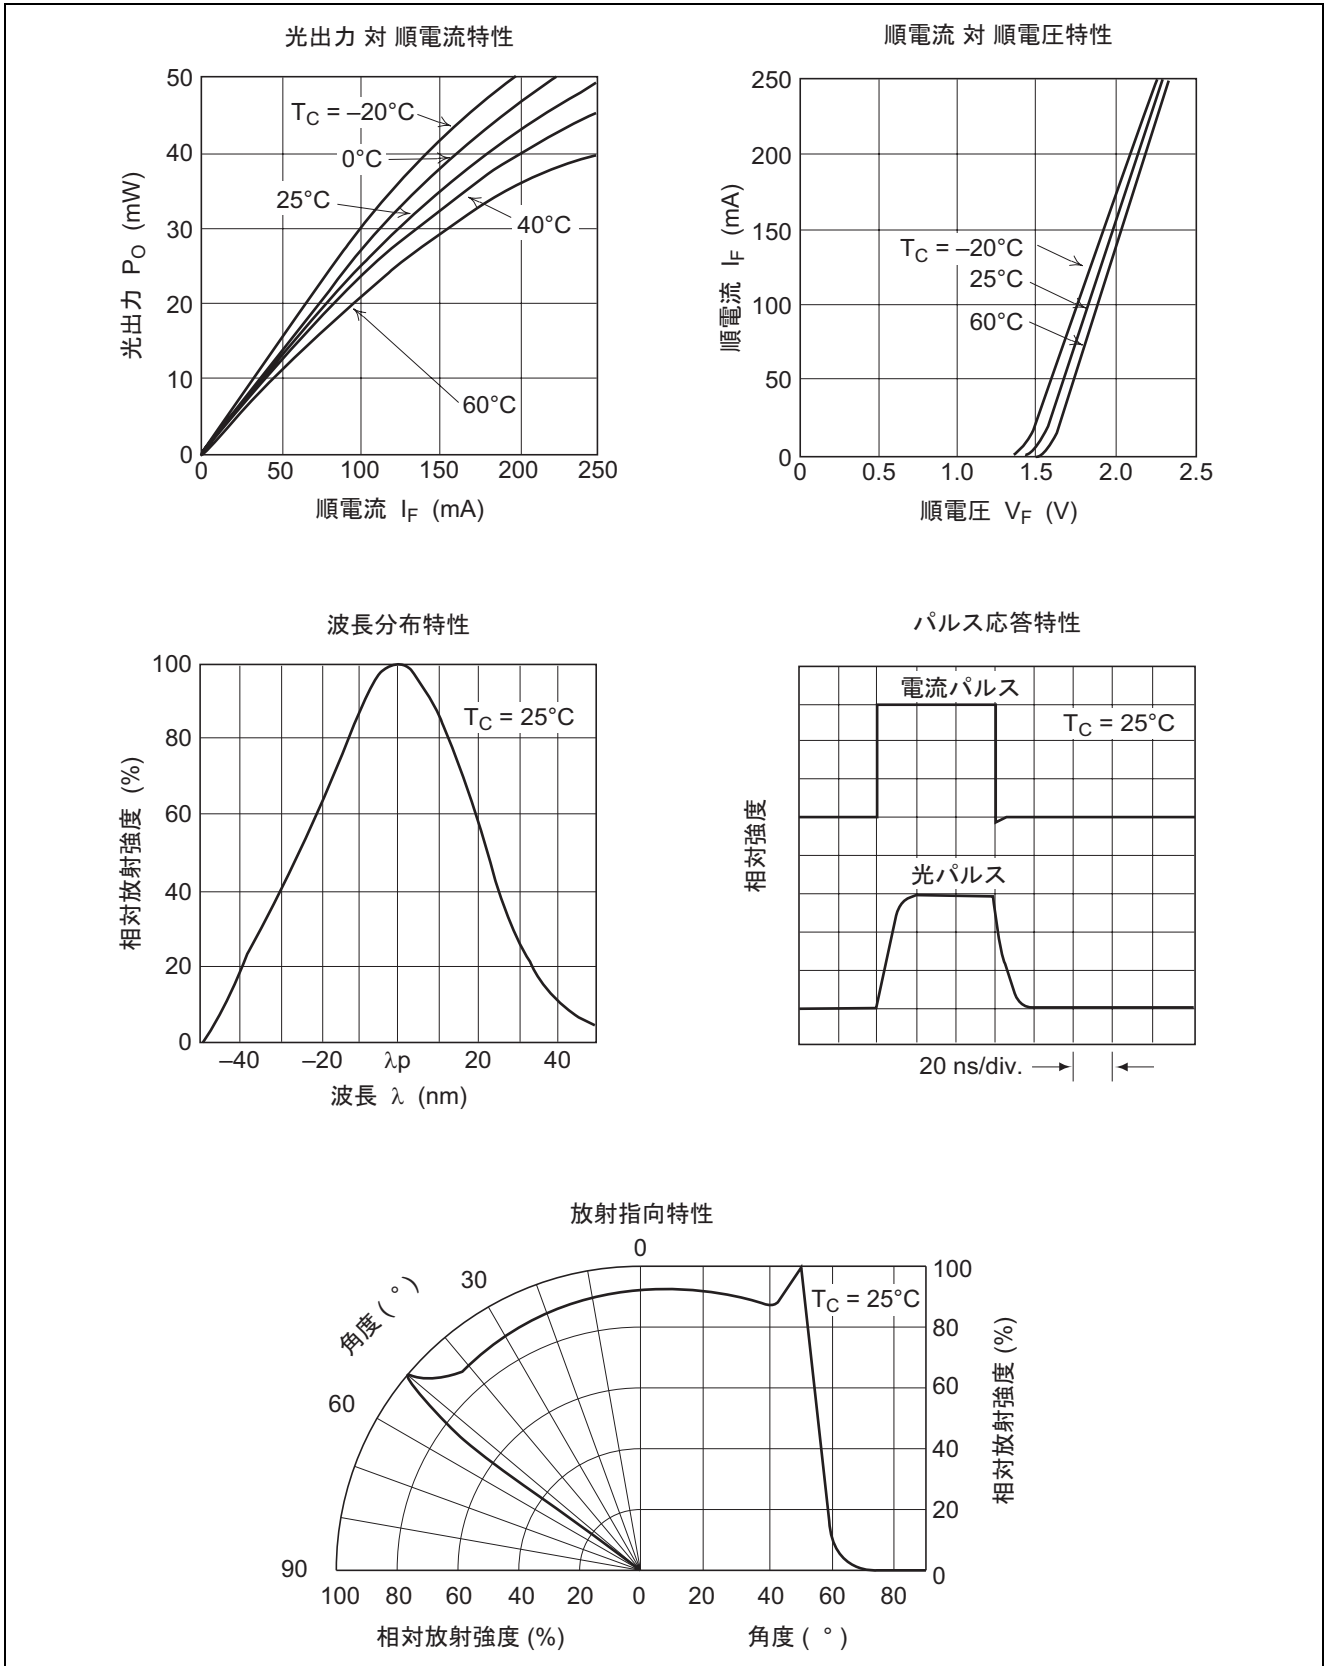 光出力 対 順電流特性
50
40
30
20
10
0
光出力 PO (mW)
TC = –20°C
0°C
25°C
40°C
60°C
0 50 100 150 200 250
順電流 IF (mA)
順電流 対 順電圧特性
250
200
150
100
50
0
順電流 IF (mA)
TC = –20°C
25°C
60°C
0 0.5 1.0 1.5 2.0 2.5
順電圧 VF (V)
波長分布特性
100
80
60
40
20
0
相対放射強度 (%)
TC = 25°C
–40 –20 λp 20 40
波長 λ (nm)
パルス応答特性
相対強度
電流パルス
TC = 25°C
光パルス
20 ns/div.
放射指向特性
0
30
角度 ( ° )
60
90
TC = 25°C
100
80
60
40
20
0
相対放射強度 (%)
100 80 60 40 20 0 20 40 60 80
相対放射強度 (%)
角度 ( ° )